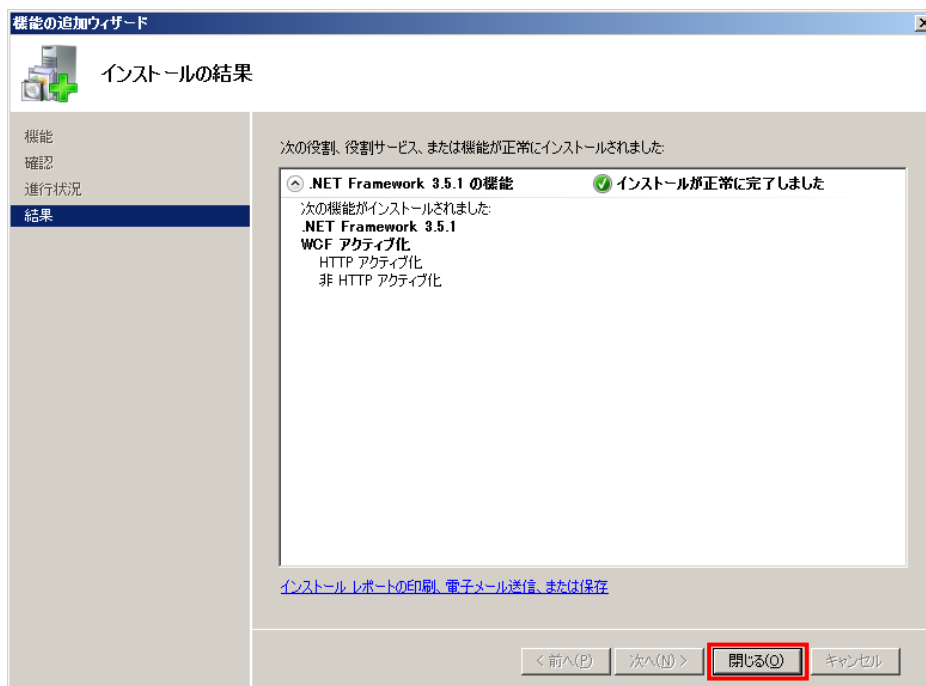 機能の追加ウィザード
インストールの結果
機能
確認
進行状況
結果
次の役割、役割サービス、または機能が正常にインストールされました:
.NET Framework 3.5.1 の機能 インストールが正常に完了しました
次の機能がインストールされました:
.NET Framework 3.5.1
WCF アクティブ化
HTTP アクティブ化
非 HTTP アクティブ化
インストール レポートの印刷、電子メール送信、または保存
< 前へ(P) 次へ(N) > 閉じる(O) キャンセル